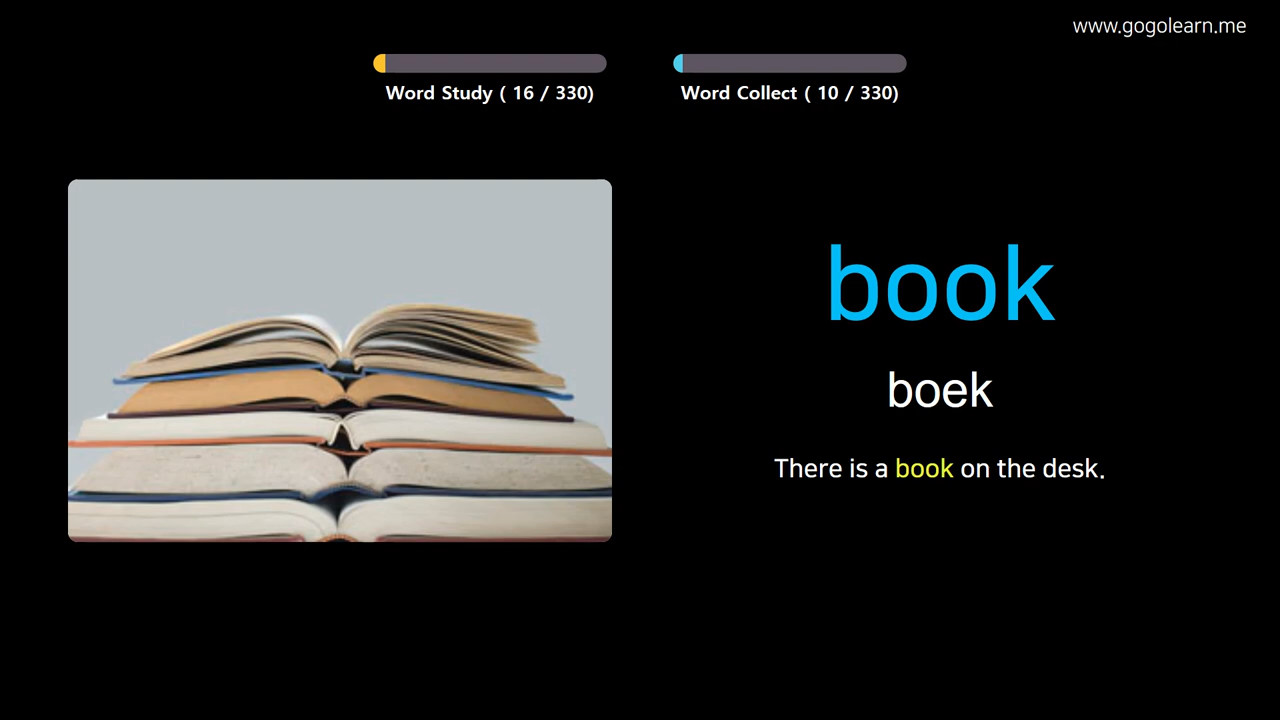 www.gogolearn.me
Word Study ( 16 / 330)
Word Collect ( 10 / 330)
book
boek
There is a book on the desk.